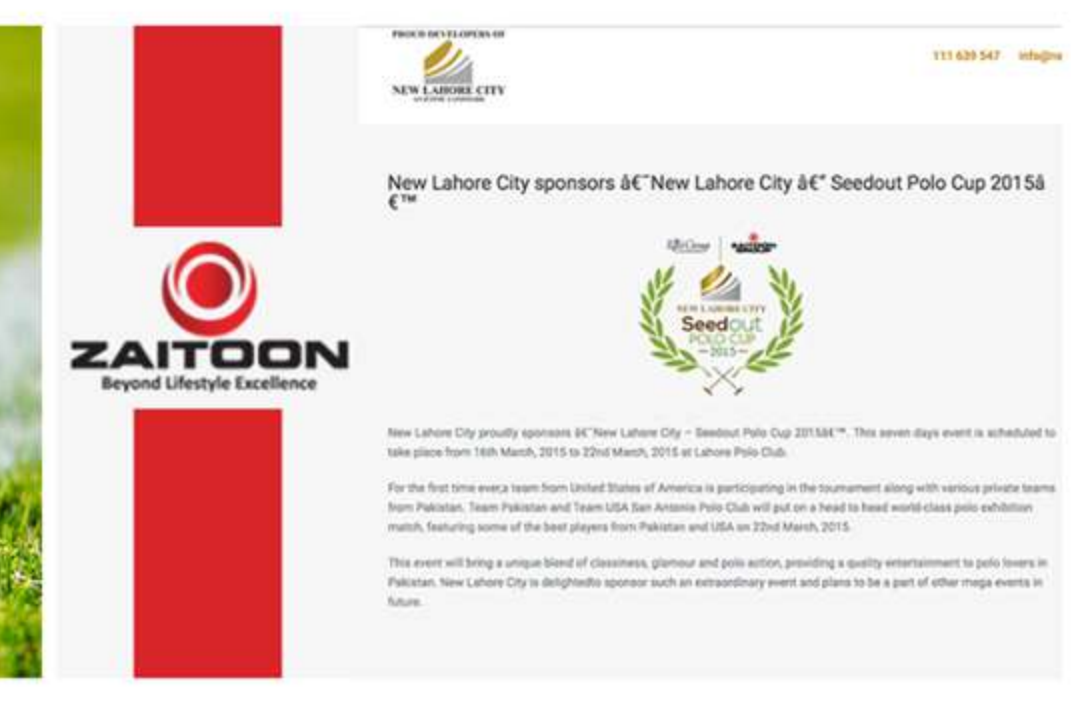 PROUD DEVELOPERS OF
NEW LAHORE CITY
111 639 547 info@ne
ZAITOON
Beyond Lifestyle Excellence
New Lahore City sponsors â€˜New Lahore City â€“ Seedout Polo Cup 2015â
€™
ZAITOON
NEW LAHORE CITY
Seedout
POLO CUP
2015
New Lahore City proudly sponsors â€˜New Lahore City – Seedout Polo Cup 2015â€™. This seven days event is scheduled to
take place from 16th March, 2015 to 22nd March, 2015 at Lahore Polo Club.
For the first time ever,a team from United States of America is participating in the tournament along with various private teams
from Pakistan. Team Pakistan and Team USA San Antonio Polo Club will put on a head to head world-class polo exhibition
match, featuring some of the best players from Pakistan and USA on 22nd March, 2015.
This event will bring a unique blend of classiness, glamour and polo action, providing a quality entertainment to polo lovers in
Pakistan. New Lahore City is delightedto sponsor such an extraordinary event and plans to be a part of other mega events in
future.